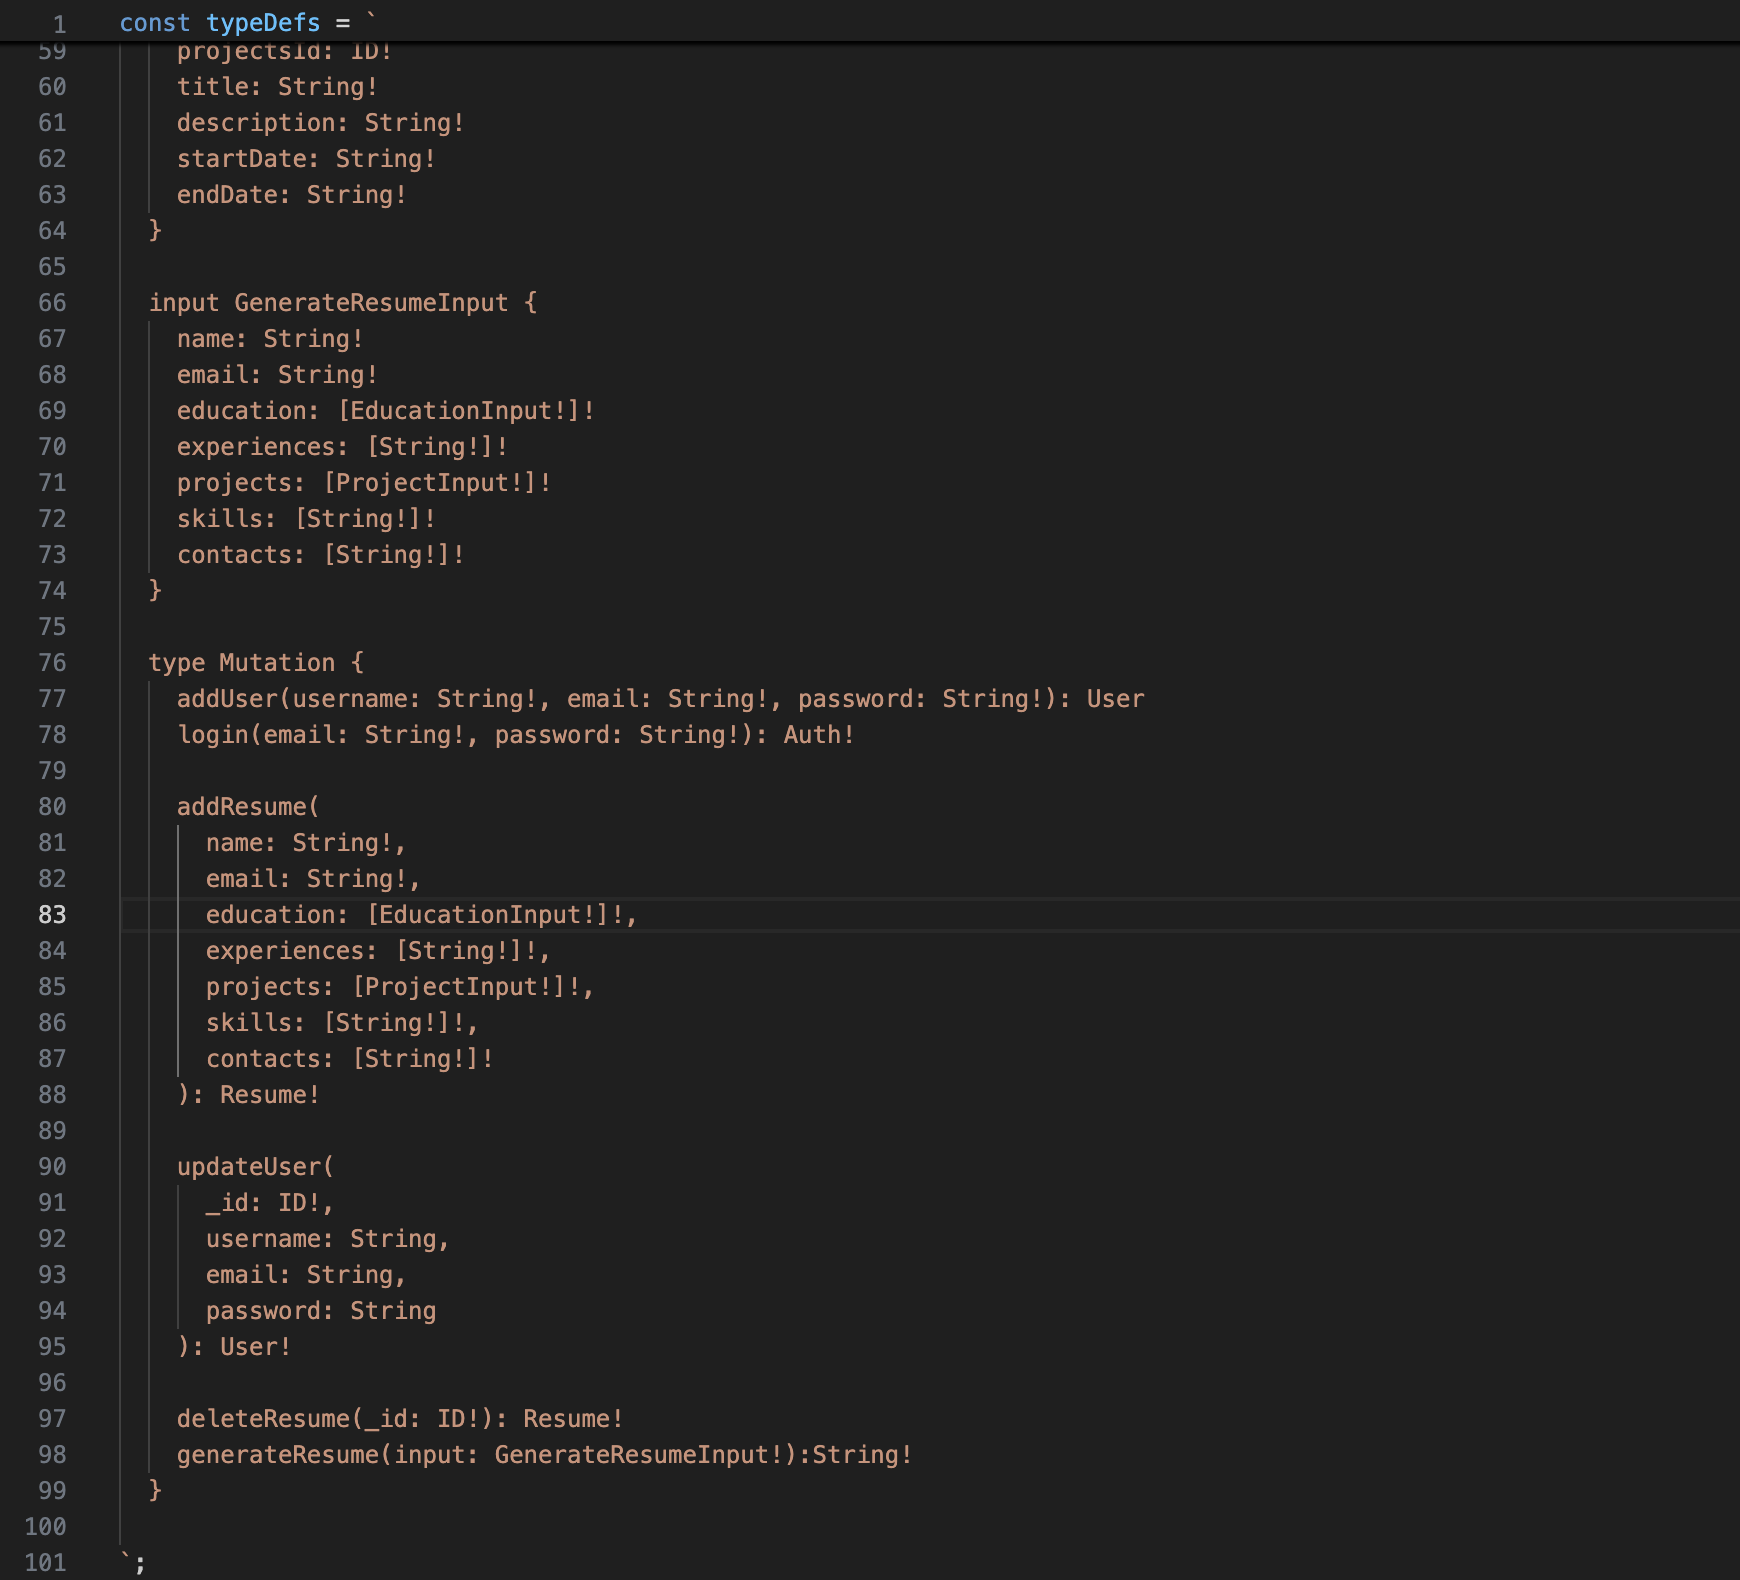 1 const typeDefs = `
59 projectsId: ID!
60 title: String!
61 description: String!
62 startDate: String!
63 endDate: String!
64 }
65
66 input GenerateResumeInput {
67 name: String!
68 email: String!
69 education: [EducationInput!]!
70 experiences: [String!]!
71 projects: [ProjectInput!]!
72 skills: [String!]!
73 contacts: [String!]!
74 }
75
76 type Mutation {
77 addUser(username: String!, email: String!, password: String!): User
78 login(email: String!, password: String!): Auth!
79
80 addResume(
81 name: String!,
82 email: String!,
83 education: [EducationInput!]!,
84 experiences: [String!]!,
85 projects: [ProjectInput!]!,
86 skills: [String!]!,
87 contacts: [String!]!
88 ): Resume!
89
90 updateUser(
91 _id: ID!,
92 username: String,
93 email: String,
94 password: String
95 ): User!
96
97 deleteResume(_id: ID!): Resume!
98 generateResume(input: GenerateResumeInput!):String!
99 }
100
101 `;